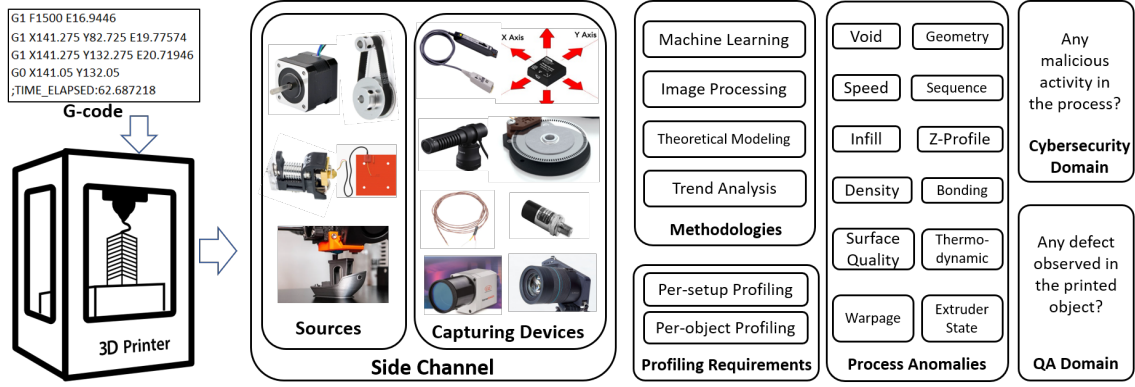 G1 F1500 E16.9446
G1 X141.275 Y82.725 E19.77574
G1 X141.275 Y132.275 E20.71946
G0 X141.05 Y132.05
;TIME_ELAPSED:62.687218
G-code
3D Printer
X Axis
Y Axis
Sources
Capturing Devices
Side Channel
Machine Learning
Image Processing
Theoretical Modeling
Trend Analysis
Methodologies
Per-setup Profiling
Per-object Profiling
Profiling Requirements
Void
Geometry
Speed
Sequence
Infill
Z-Profile
Density
Bonding
Surface
Quality
Thermo-
dynamic
Warpage
Extruder
State
Process Anomalies
Any
malicious
activity in
the process?
Cybersecurity
Domain
Any defect
observed in
the printed
object?
QA Domain